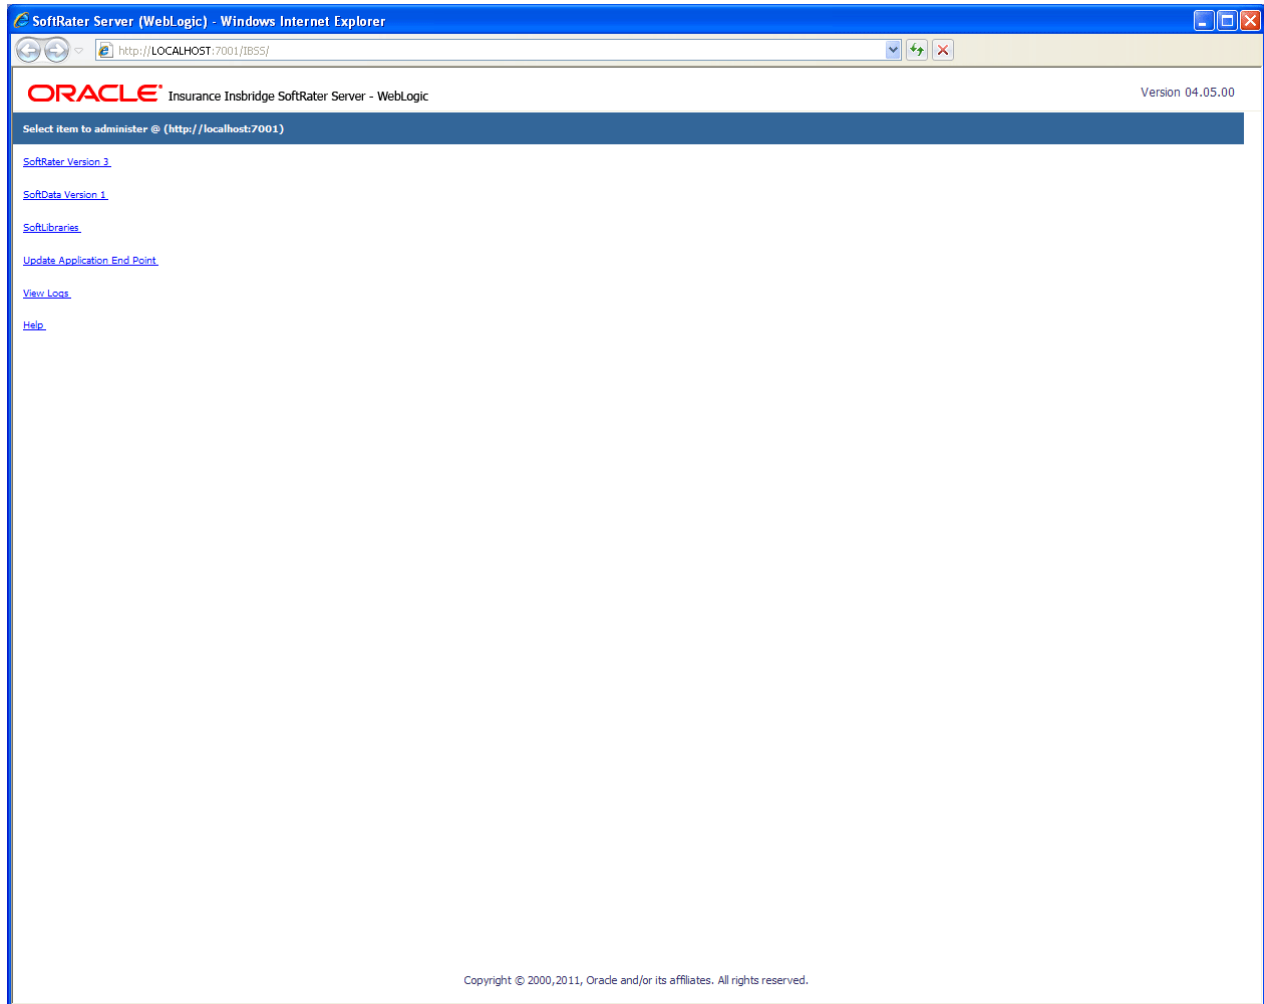 SoftRater Server (WebLogic) - Windows Internet Explorer
http://LOCALHOST:7001/IBSS/
ORACLE® Insurance Insbridge SoftRater Server - WebLogic
Version 04.05.00
Select item to administer @ (http://localhost:7001)
SoftRater Version 3
SoftData Version 1
SoftLibraries
Update Application End Point
View Logs
Help
Copyright © 2000,2011, Oracle and/or its affiliates. All rights reserved.